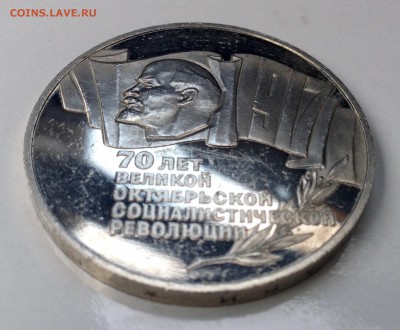 COINS.LAVE.RU
1917
70 ЛЕТ
ВЕЛИКОЙ
ОКТЯБРЬСКОЙ
СОЦИАЛИСТИЧЕСКОЙ
РЕВОЛЮЦИИ